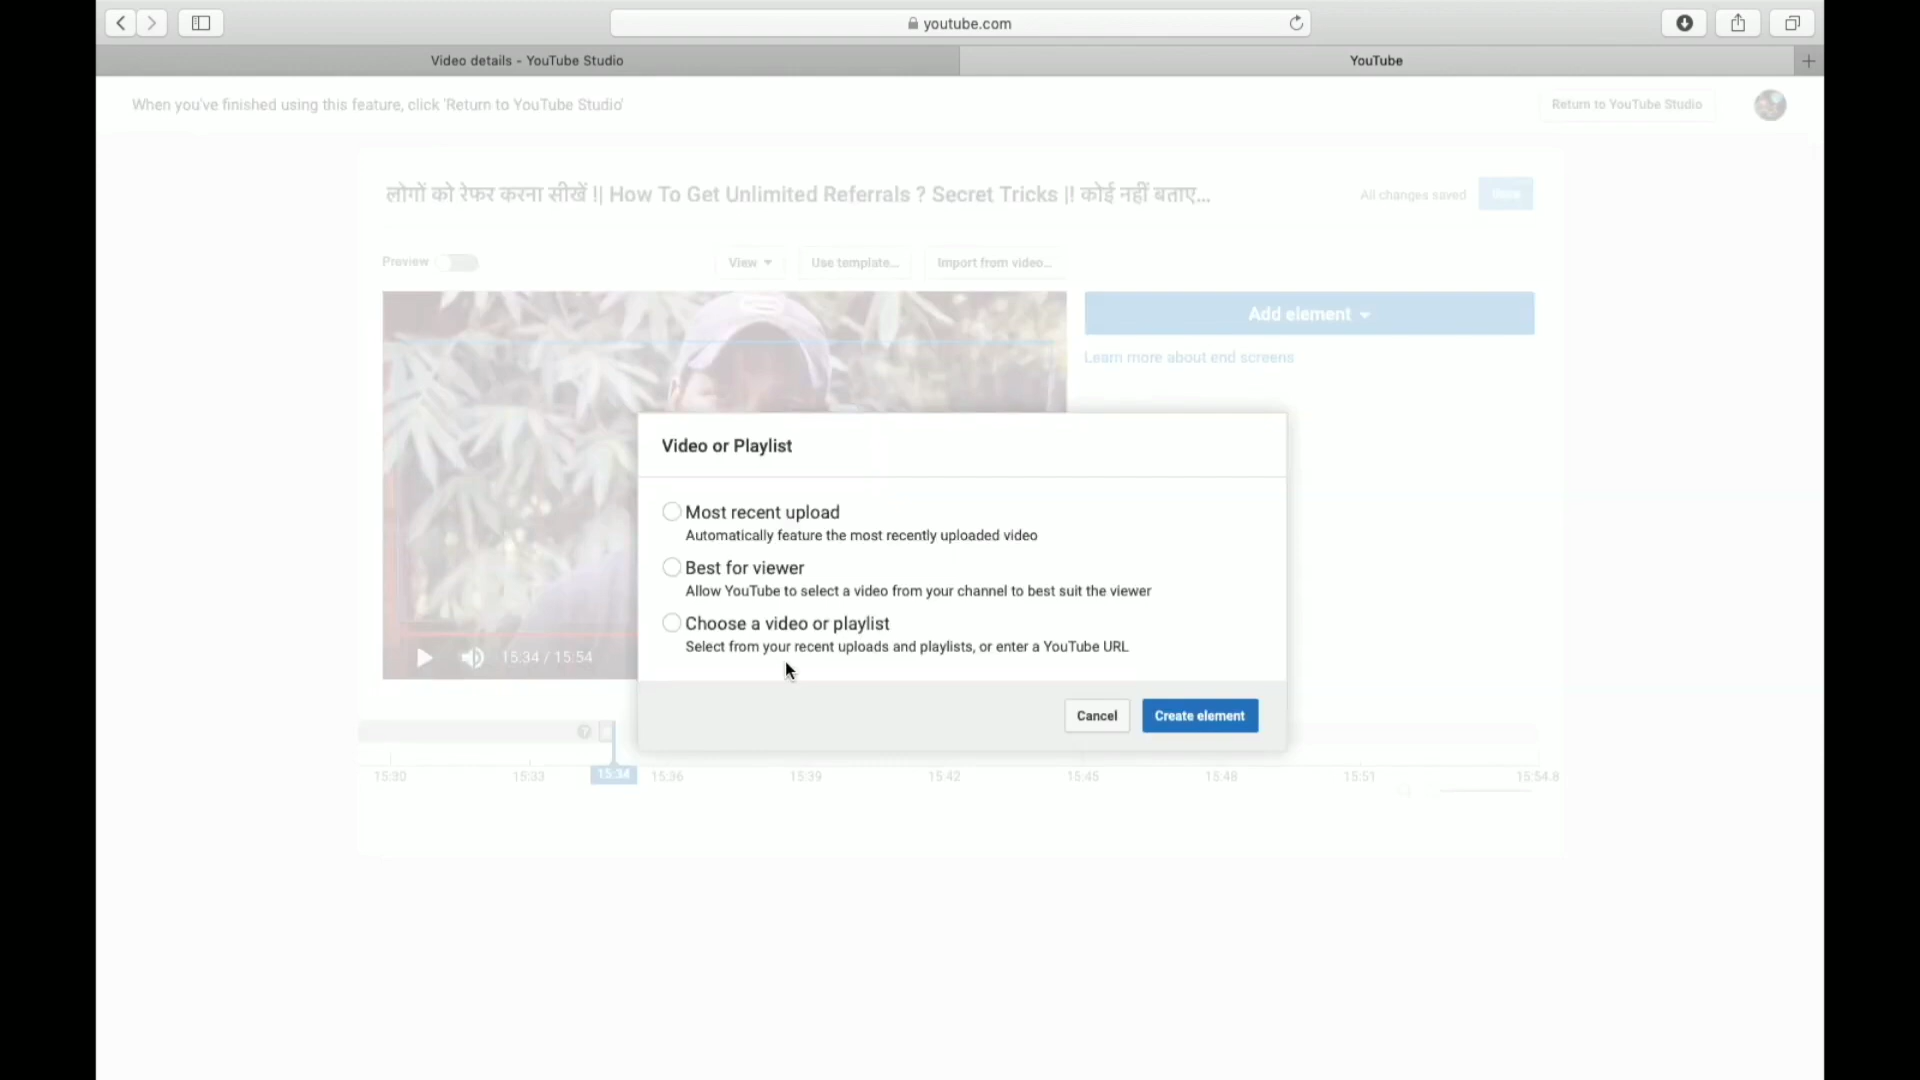 youtube.com
Video details - YouTube Studio
YouTube
When you've finished using this feature, click 'Return to YouTube Studio'
Return to YouTube Studio
लोगों को रेफर करना सीखें !| How To Get Unlimited Referrals ? Secret Tricks |! कोई नहीं बताए...
All changes saved
Done
Preview
View
Use template...
Import from video...
Add element
Learn more about end screens
Video or Playlist
Most recent upload
Automatically feature the most recently uploaded video
Best for viewer
Allow YouTube to select a video from your channel to best suit the viewer
Choose a video or playlist
Select from your recent uploads and playlists, or enter a YouTube URL
15:34 / 15:54
Cancel
Create element
15:30
15:33
15:34
15:36
15:39
15:42
15:45
15:48
15:51
15:54.8